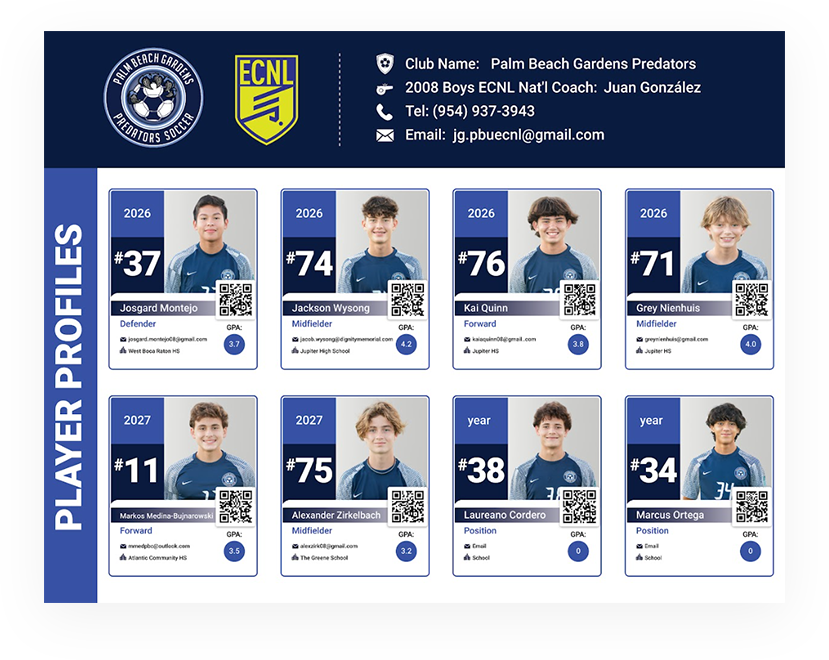 PALM BEACH GARDENS
PREDATORS SOCCER
ECNL
Club Name: Palm Beach Gardens Predators
2008 Boys ECNL Nat'l Coach: Juan González
Tel: (954) 937-3943
Email: jg.pbuecnl@gmail.com
PLAYER PROFILES
2026
#37
Josgard Montejo
Defender
GPA:
josgard.montejo08@gmail.com
3.7
West Boca Raton HS
2026
#74
Jackson Wysong
Midfielder
GPA:
jacob.wysong@dignitymemorial.com
4.2
Jupiter High School
2026
#76
Kai Quinn
Forward
GPA:
kaiaquinn08@gmail.com
3.8
Jupiter HS
2026
#71
Grey Nienhuis
Midfielder
GPA:
greynienhuis@gmail.com
4.0
Jupiter HS
2027
#11
Markos Medina-Bujnarowski
Forward
GPA:
mmedpbc@outlook.com
3.5
Atlantic Community HS
2027
#75
Alexander Zirkelbach
Midfielder
GPA:
alexzirk08@gmail.com
3.2
The Greene School
year
#38
Laureano Cordero
Position
GPA:
Email
0
School
year
34
#34
Marcus Ortega
Position
GPA:
Email
0
School